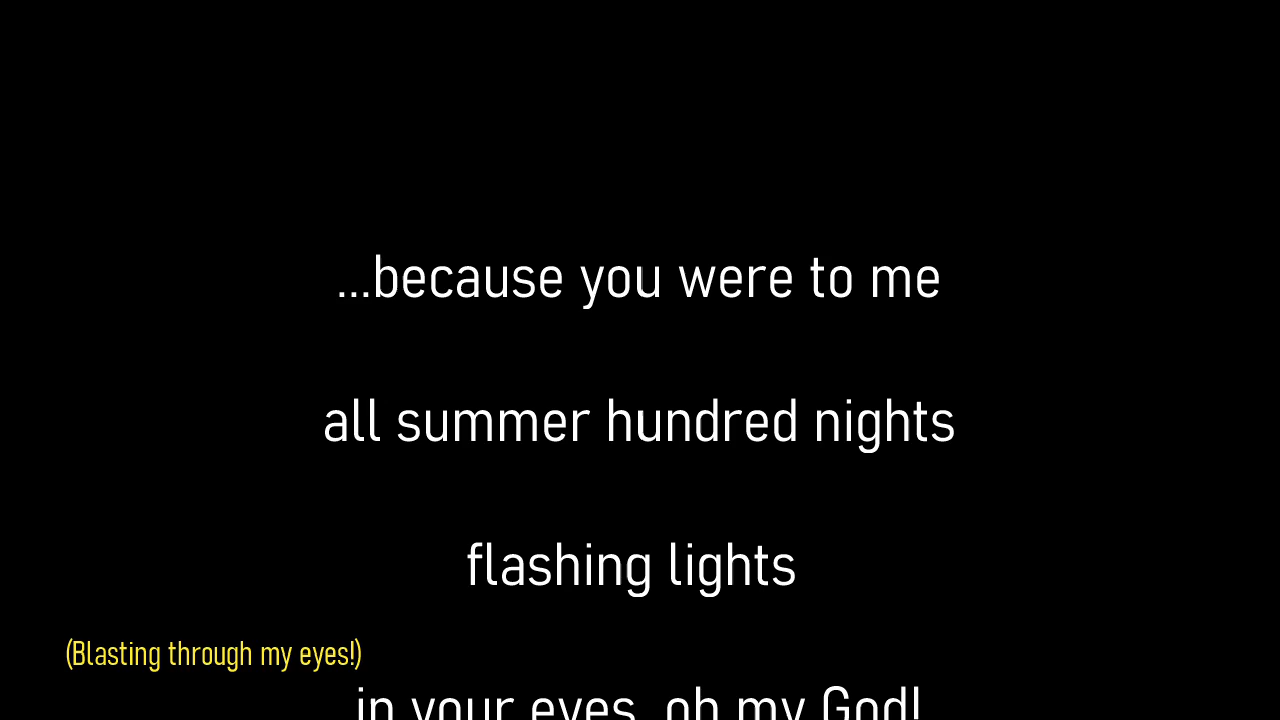 ...because you were to me
all summer hundred nights
flashing lights
(Blasting through my eyes!)
in your eyes, oh my God!